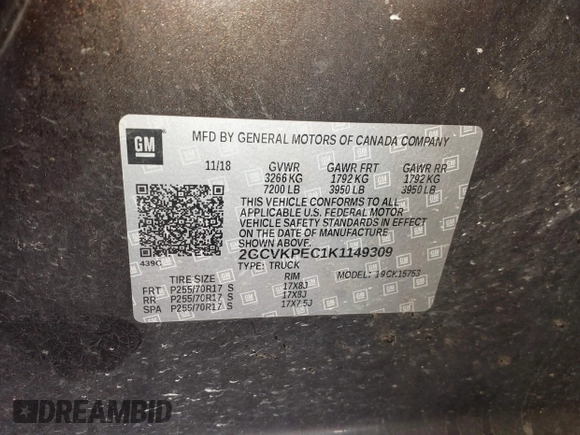 GM
MFD BY GENERAL MOTORS OF CANADA COMPANY
11/18 GVWR GAWR FRT GAWR RR
3266 KG 1792 KG 1792 KG
7200 LB 3950 LB 3950 LB
THIS VEHICLE CONFORMS TO ALL
APPLICABLE U.S. FEDERAL MOTOR
VEHICLE SAFETY STANDARDS IN EFFECT
ON THE DATE OF MANUFACTURE
SHOWN ABOVE.
439G 2GCVKPEC1K1149309
TYPE: TRUCK MODEL: 19CK15753
TIRE SIZE RIM
FRT P255/70R17 S 17X8J
RR P255/70R17 S 17X8J
SPA P255/70R17 S 17X7.5J
DREAMBID